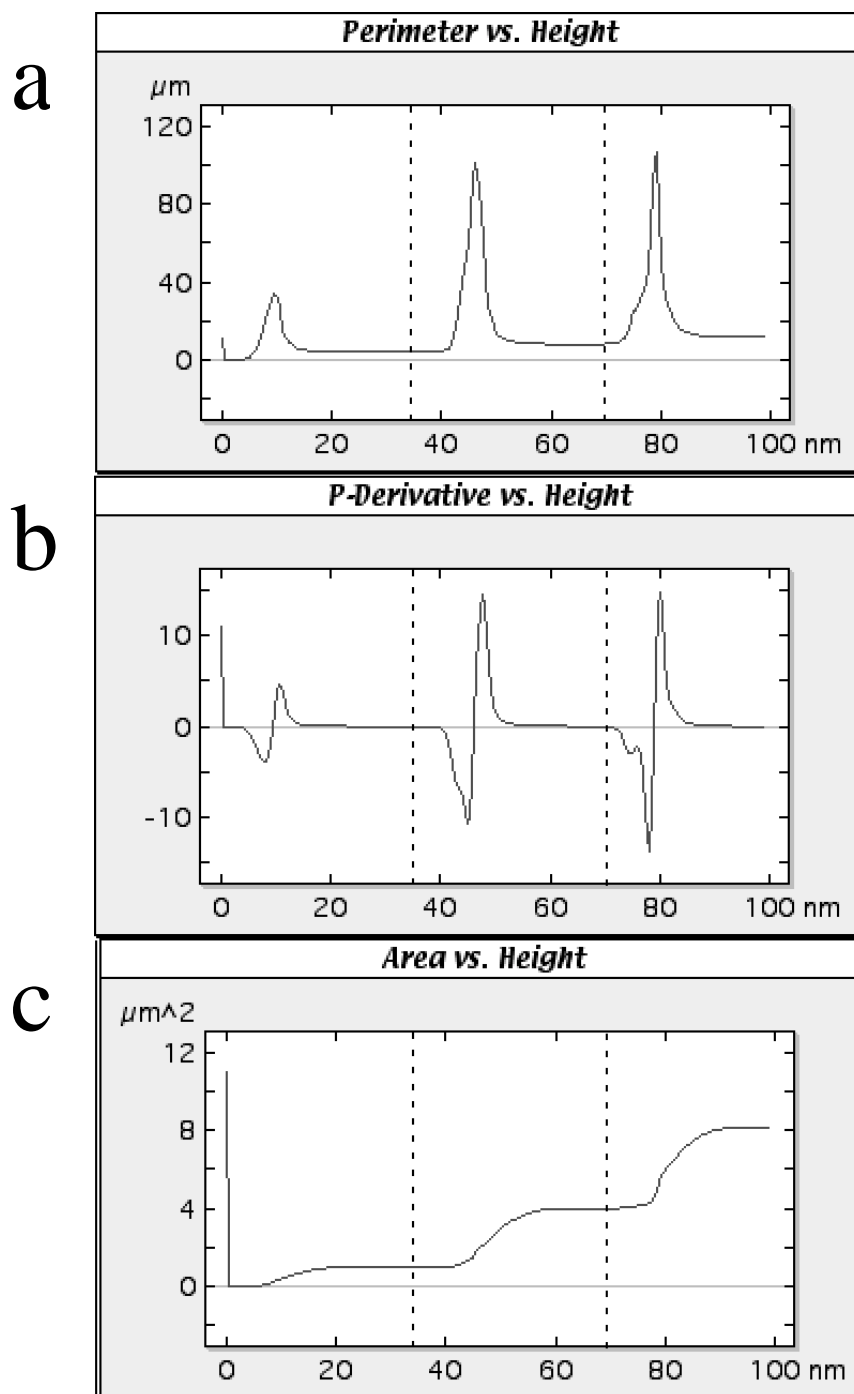 a
Perimeter vs. Height
µm
120
80
40
0
0 20 40 60 80 100 nm
b
P-Derivative vs. Height
10
0
-10
0 20 40 60 80 100 nm
c
Area vs. Height
µm^2
12
8
4
0
0 20 40 60 80 100 nm